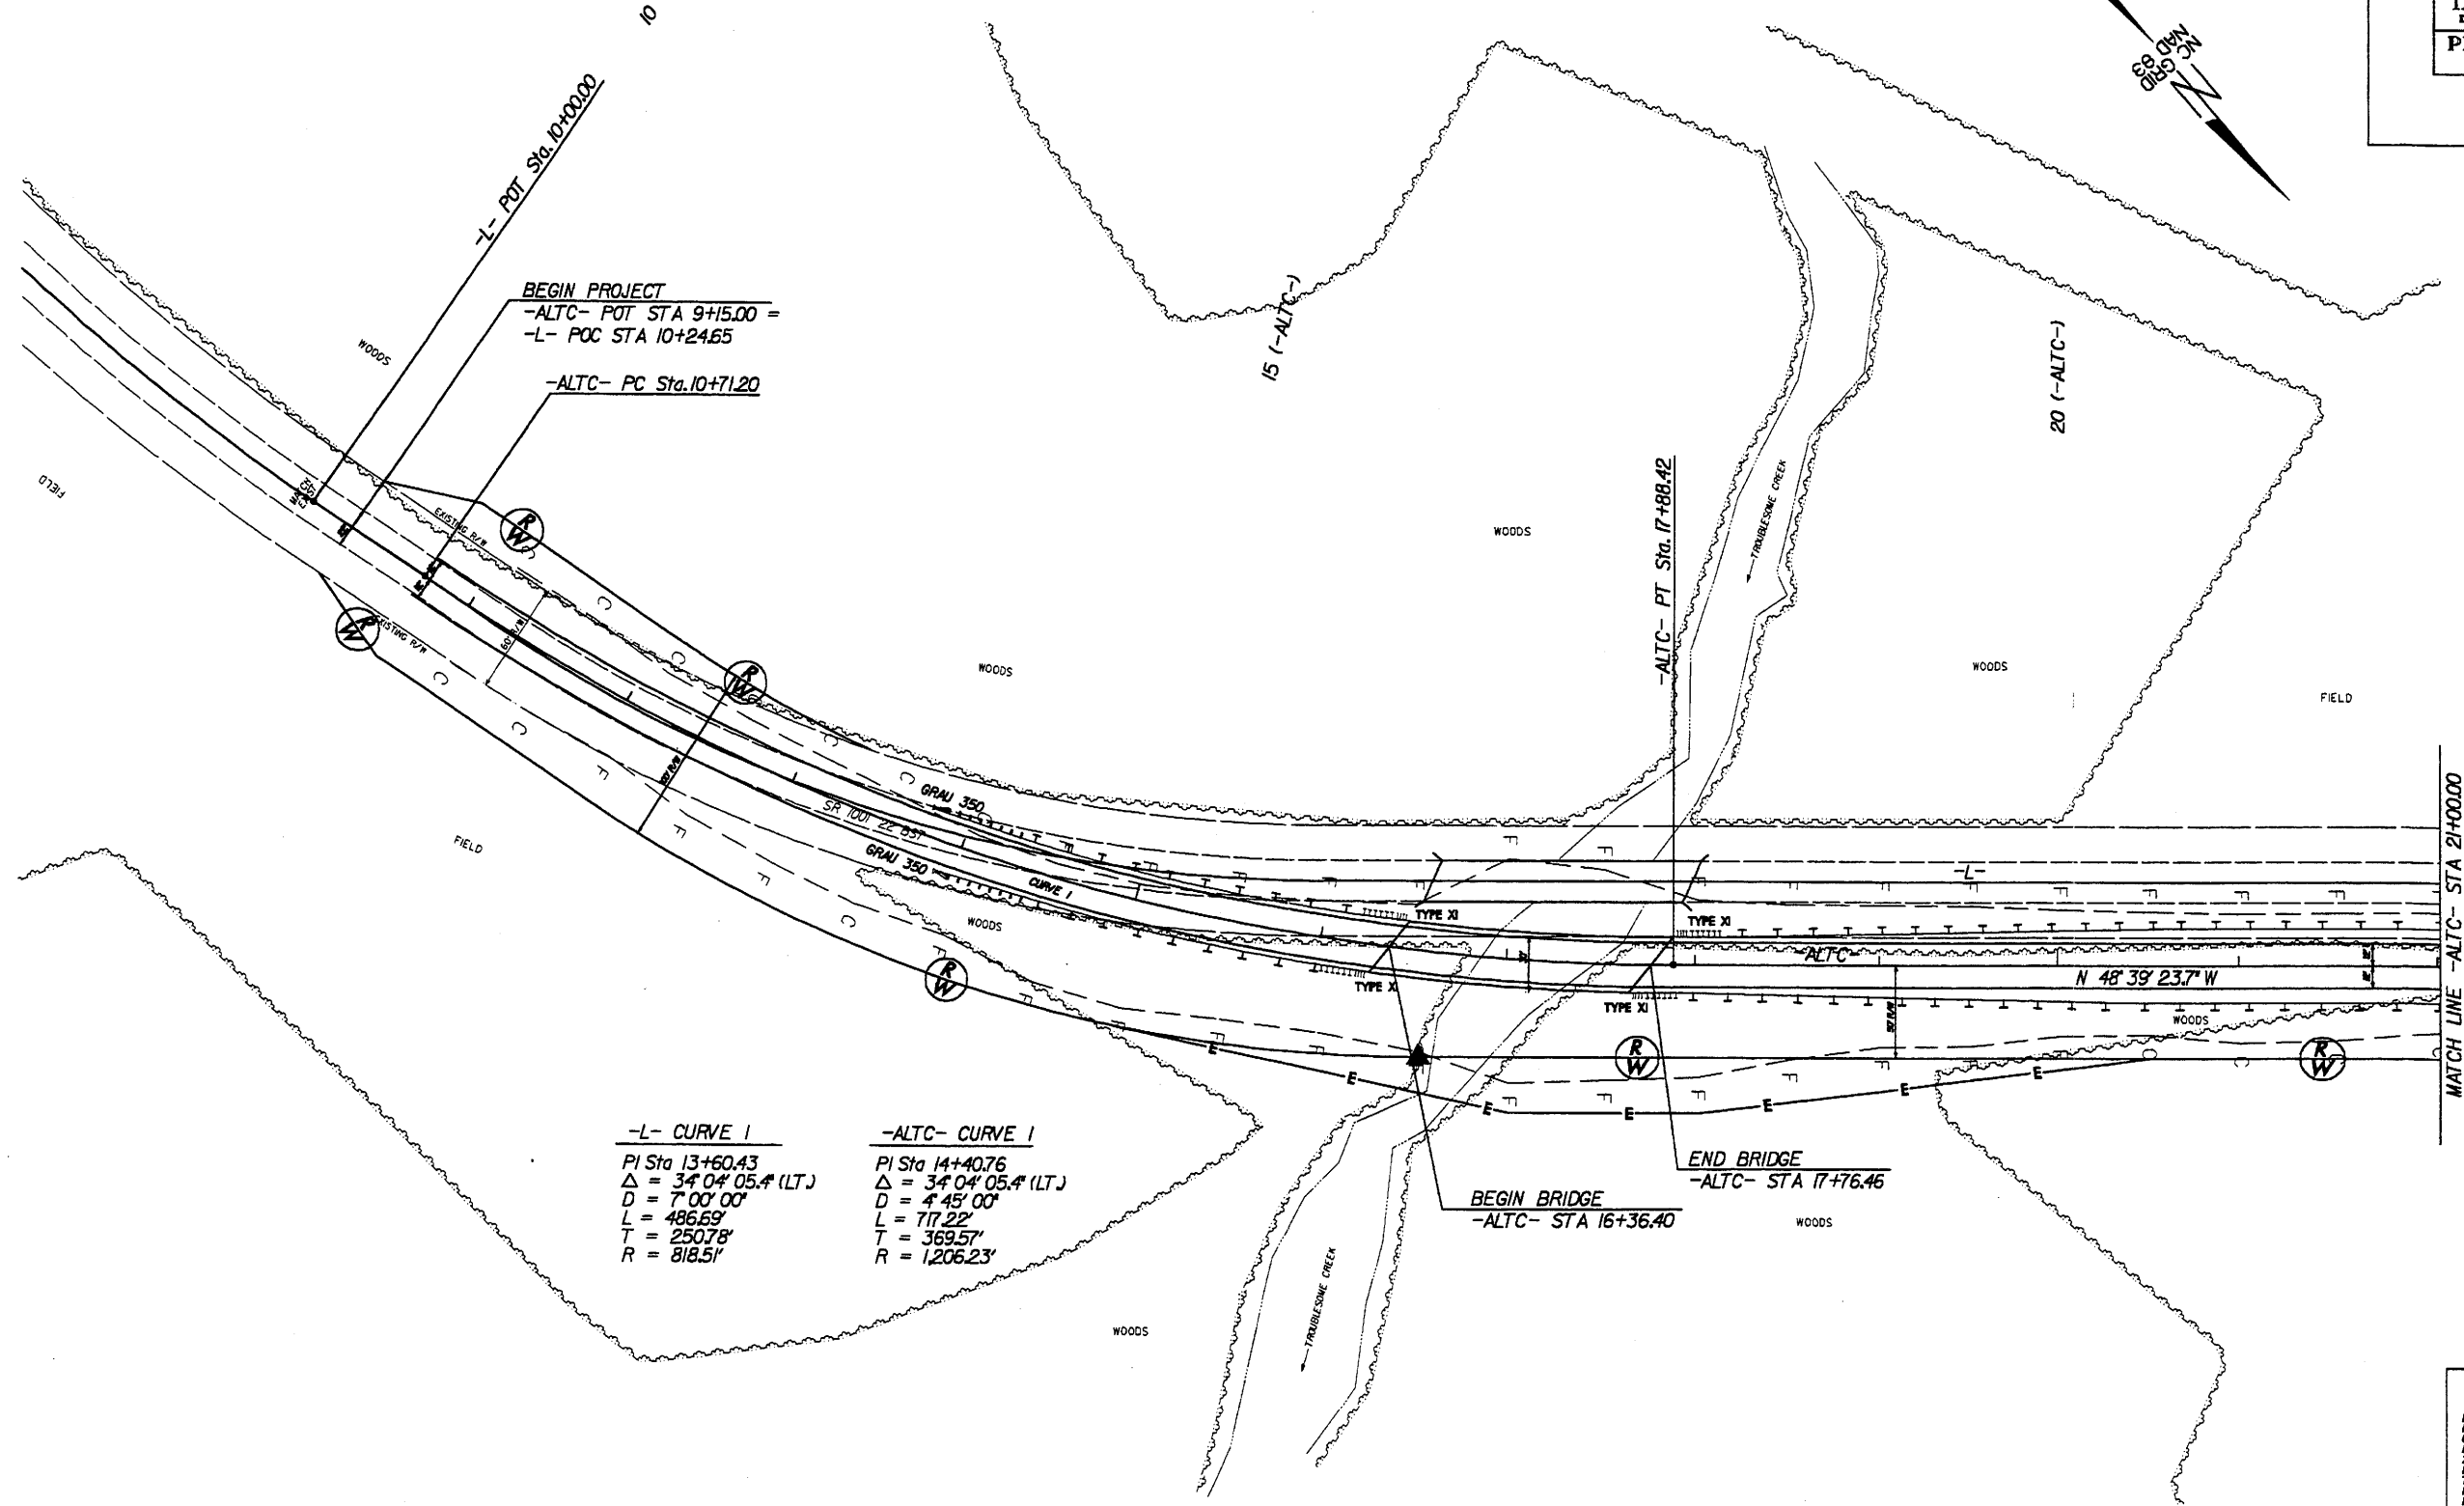 10
NC GRID
NAD 83
-L- POT Sta. 10+00.00
BEGIN PROJECT
-ALTC- POT STA 9+15.00 =
-L- POC STA 10+24.65
-ALTC- PC Sta. 10+71.20
15 (-ALTC-)
20 (-ALTC-)
WOODS
FIELD
EXISTING R/W
R/W
EXISTING R/W
R/W
60' R/W
R/W
WOODS
WOODS
-ALTC- PT Sta. 17+88.42
TROUBLESOME CREEK
WOODS
FIELD
FIELD
GRAU 350
SR 1001 22' BST
GRAU 350
CURVE 1
WOODS
TYPE XI
TYPE XI
TYPE XI
TYPE XI
-L-
-ALTC-
N 48° 39' 23.7" W
WOODS
R/W
R/W
R/W
E
E
E
E
E
E
E
MATCH LINE -ALTC- STA 21+00.00
-L- CURVE 1
PI Sta 13+60.43
Δ = 34° 04' 05.4" (LT.)
D = 7° 00' 00"
L = 486.69'
T = 250.78'
R = 818.51'
-ALTC- CURVE 1
PI Sta 14+40.76
Δ = 34° 04' 05.4" (LT.)
D = 4° 45' 00"
L = 717.22'
T = 369.57'
R = 1,206.23'
END BRIDGE
-ALTC- STA 17+76.46
BEGIN BRIDGE
-ALTC- STA 16+36.40
WOODS
WOODS
TROUBLESOME CREEK